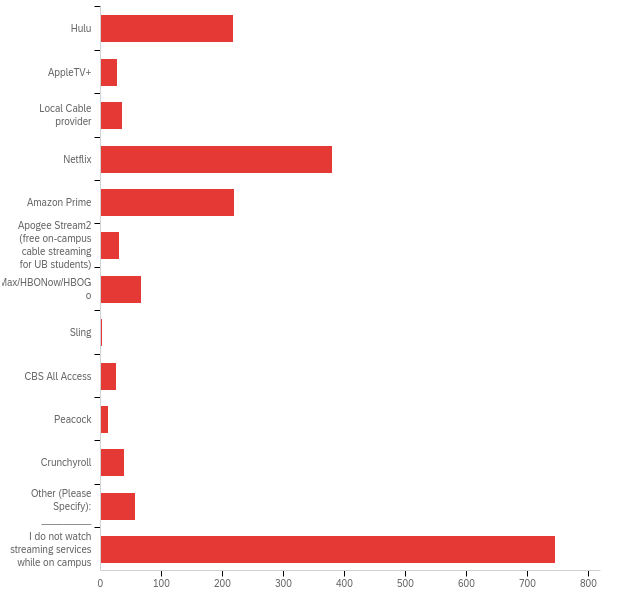 Hulu
AppleTV+
Local Cable
provider
Netflix
Amazon Prime
Apogee Stream2
(free on-campus
cable streaming
for UB students)
Max/HBONow/HBOG
o
Sling
CBS All Access
Peacock
Crunchyroll
Other (Please
Specify):
I do not watch
streaming services
while on campus
0 100 200 300 400 500 600 700 800